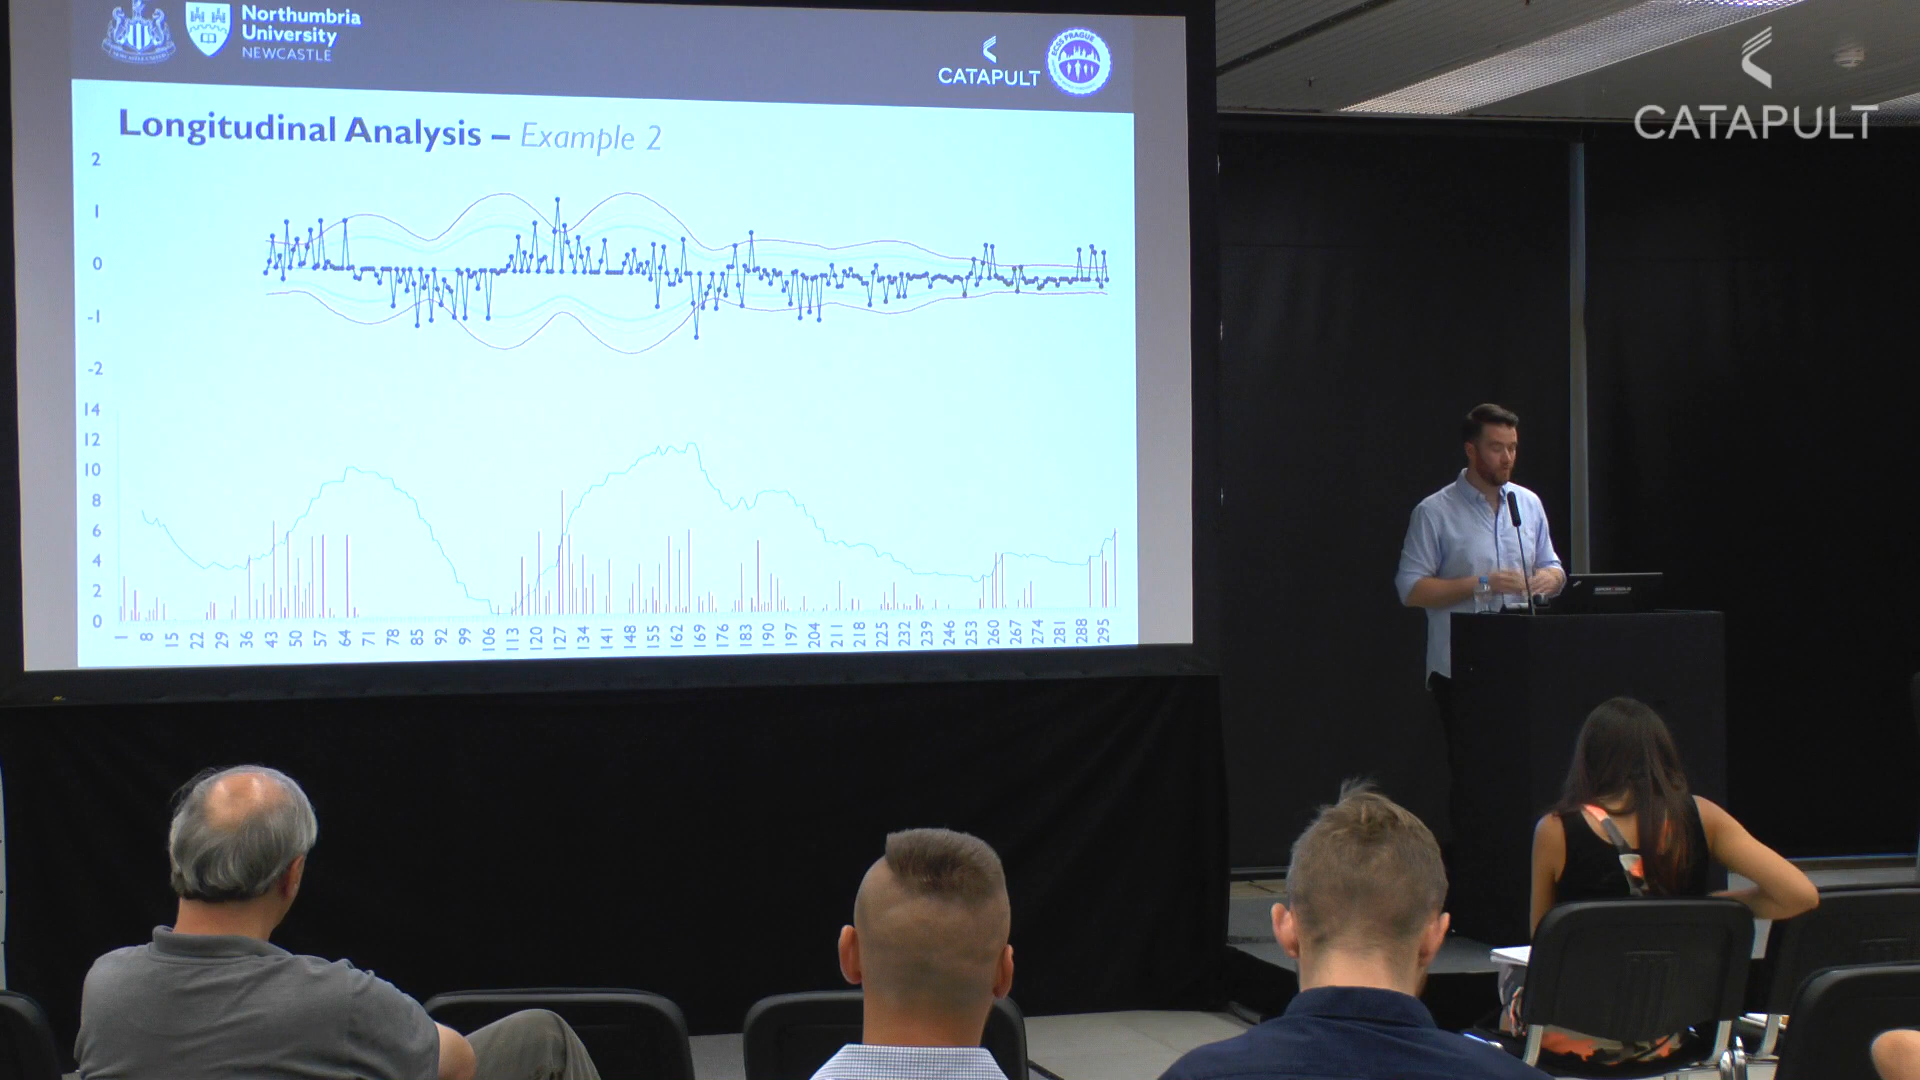 Northumbria
University
NEWCASTLE
CATAPULT
CATAPULT
Longitudinal Analysis – Example 2
2
1
0
-1
-2
14
12
10
8
6
4
2
0
1 8 15 22 29 36 43 50 57 64 71 78 85 92 99 106 113 120 127 134 141 148 155 162 169 176 183 190 197 204 211 218 225 232 239 246 253 260 267 274 281 288 295